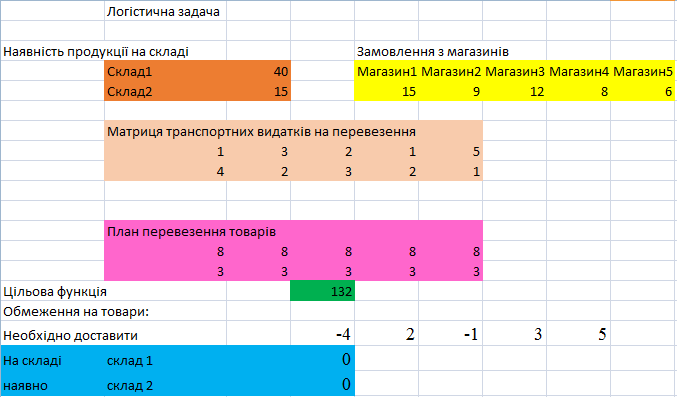 Логістична задача
Наявність продукції на складі Замовлення з магазинів
Склад1 40 Магазин1 Магазин2 Магазин3 Магазин4 Магазин5
Склад2 15 15 9 12 8 6
Матриця транспортних видатків на перевезення
1 3 2 1 5
4 2 3 2 1
План перевезення товарів
8 8 8 8 8
3 3 3 3 3
Цільова функція 132
Обмеження на товари:
Необхідно доставити -4 2 -1 3 5
На складі склад 1 0
наявно склад 2 0